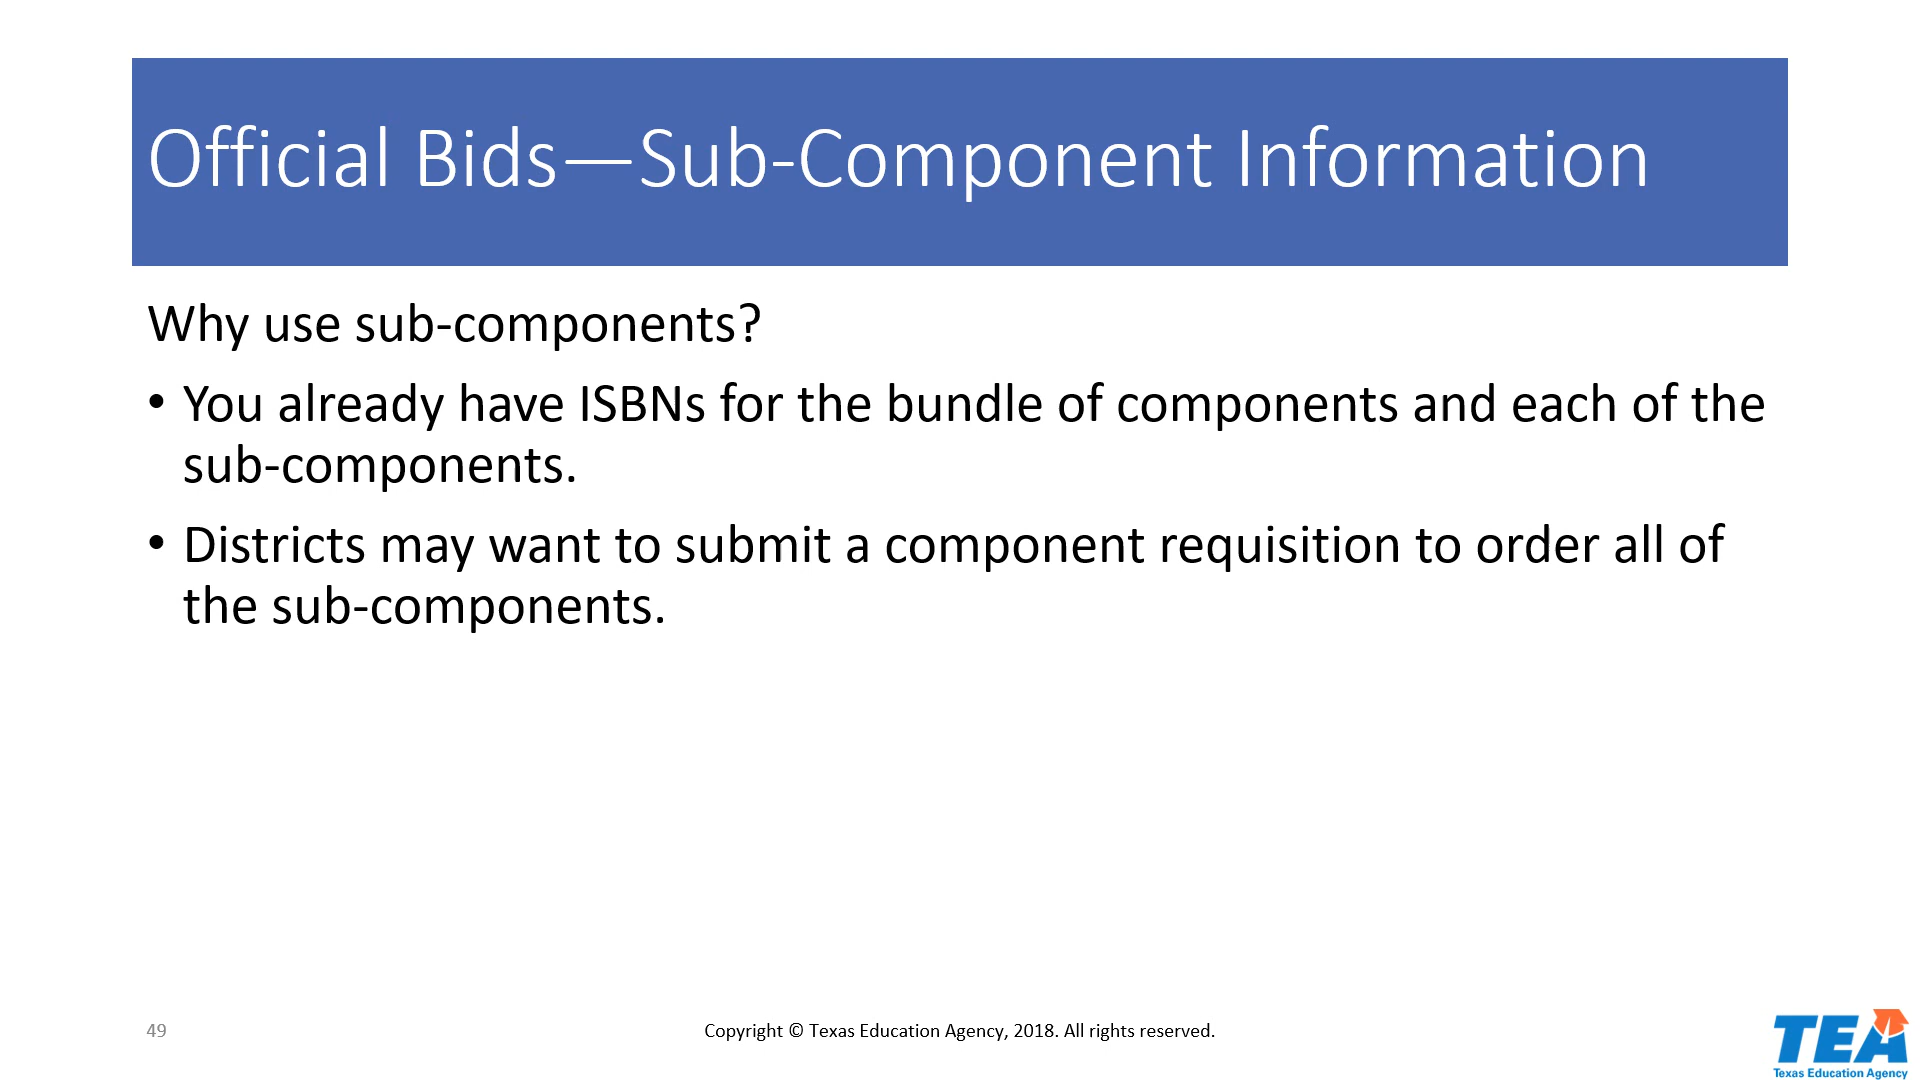 Official Bids—Sub-Component Information
Why use sub-components?
• You already have ISBNs for the bundle of components and each of the
sub-components.
• Districts may want to submit a component requisition to order all of
the sub-components.
49
Copyright © Texas Education Agency, 2018. All rights reserved.
TEA
Texas Education Agency